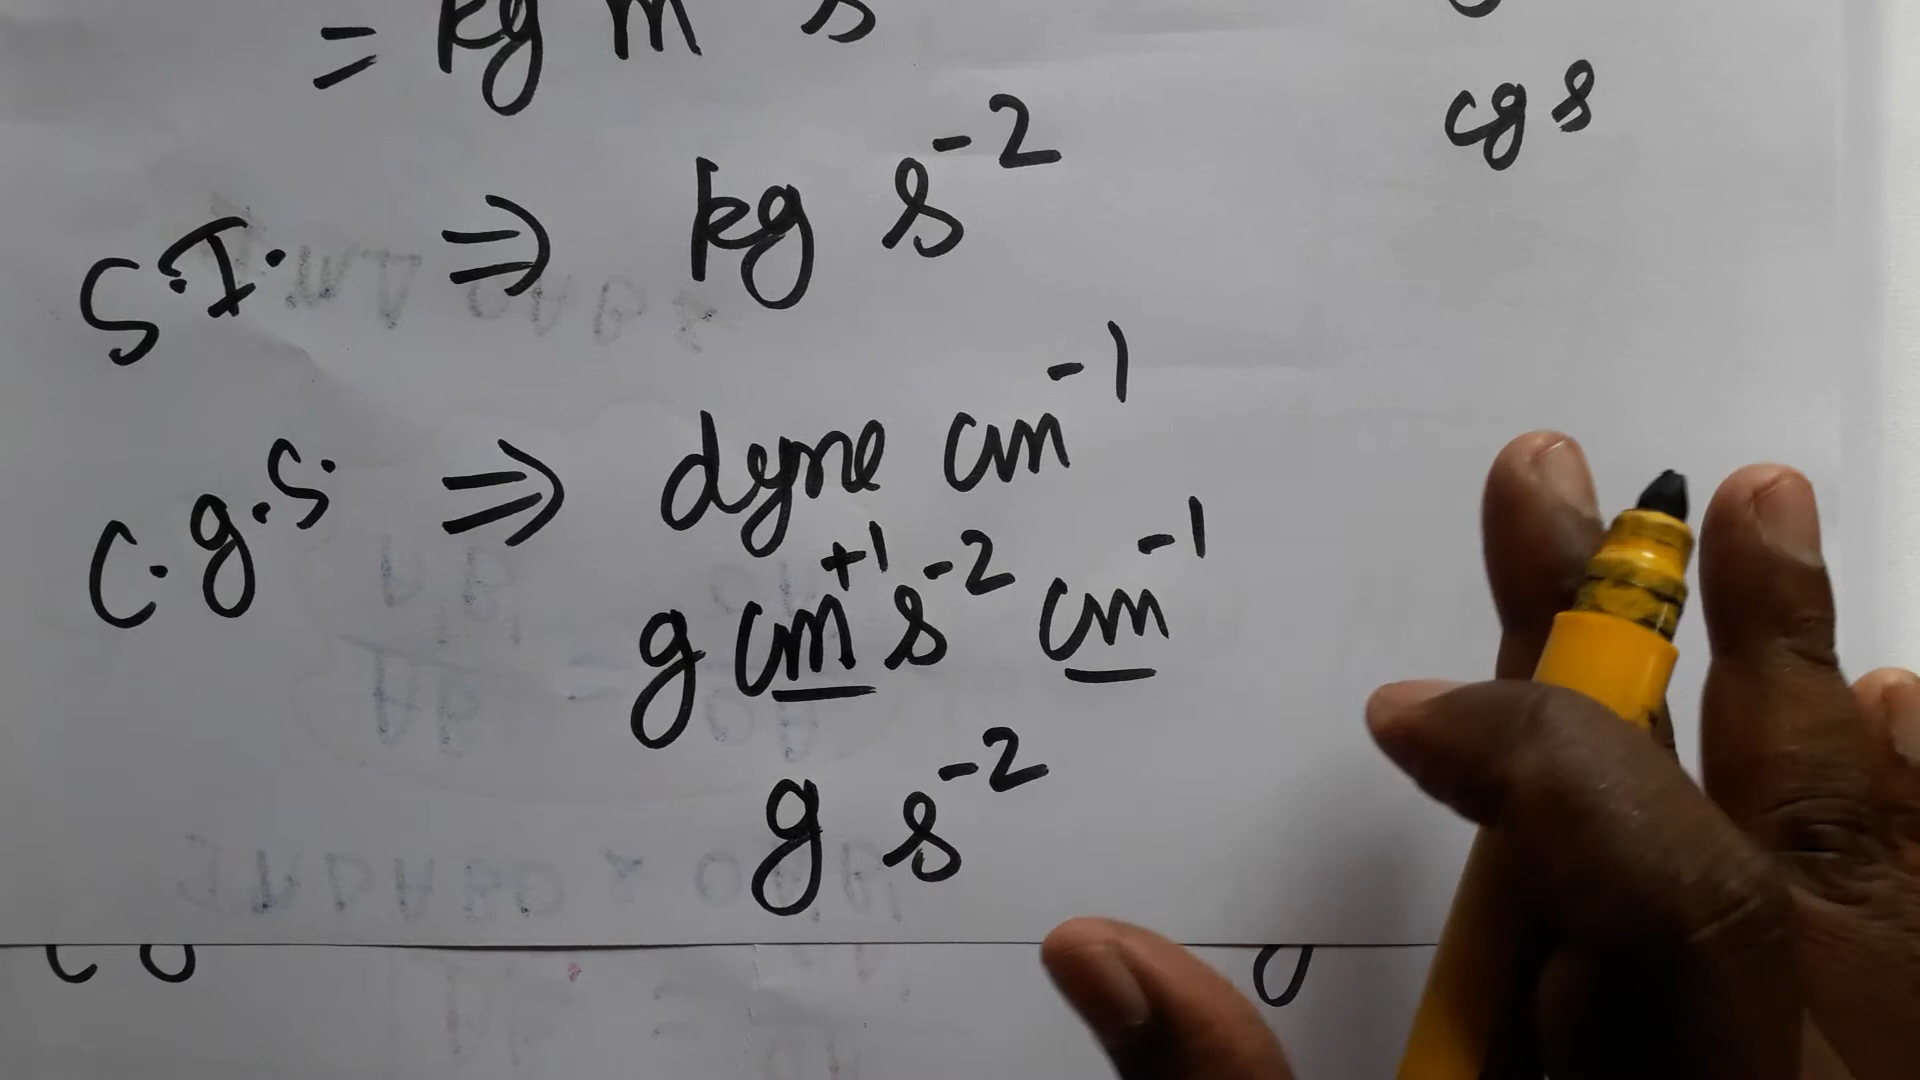 = kg m s
cgs
S.I. ⇒ kg s⁻²
C.g.s. ⇒ dyne cm⁻¹
g cm⁺¹ s⁻² cm⁻¹
g s⁻²